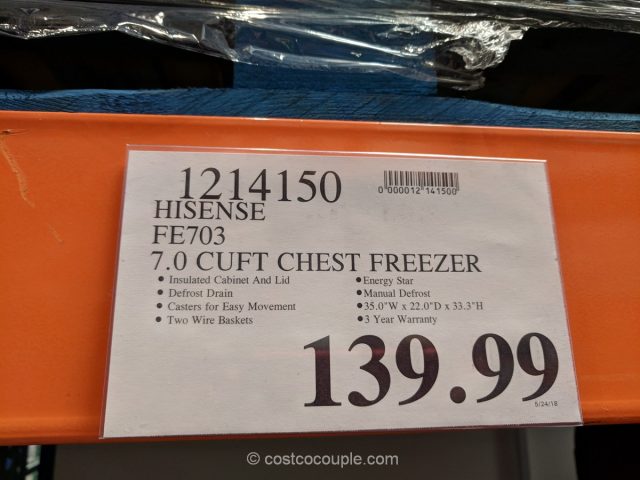 1214150
0"000012"141500"
HISENSE
FE703
7.0 CUFT CHEST FREEZER
• Insulated Cabinet And Lid
• Defrost Drain
• Casters for Easy Movement
• Two Wire Baskets
• Energy Star
• Manual Defrost
• 35.0"W x 22.0"D x 33.3"H
• 3 Year Warranty
139.99
5/24/18
© costcocouple.com